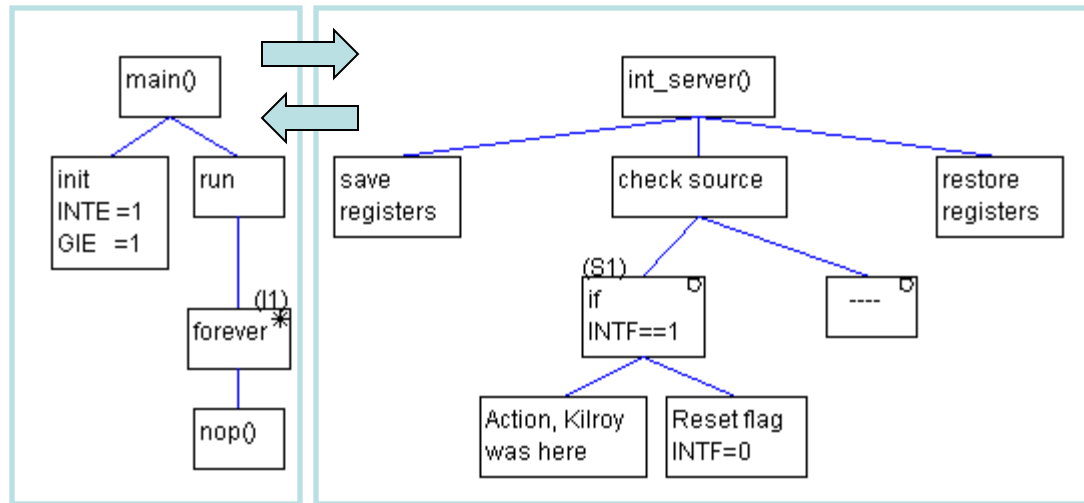 main()
init
INTE =1
GIE =1
run
(I1)
forever *
nop()
int_server()
save
registers
check source
restore
registers
(S1)
if
INTF==1
----
Action, Kilroy
was here
Reset flag
INTF=0